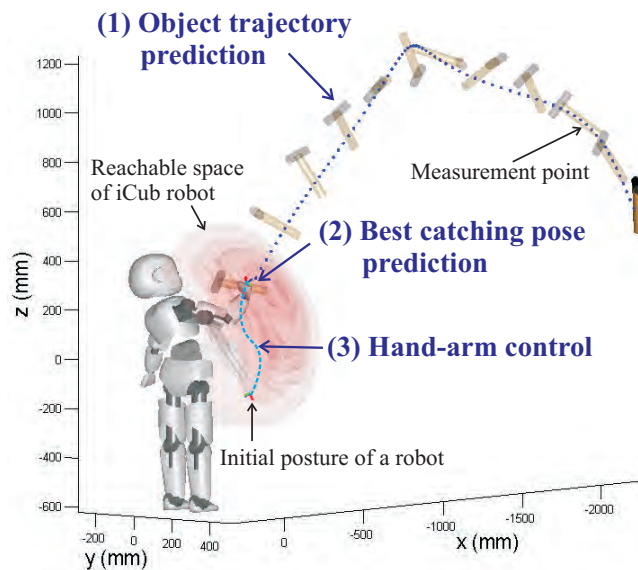 (1) Object trajectory
prediction
Reachable space
of iCub robot
Measurement point
(2) Best catching pose
prediction
(3) Hand-arm control
Initial posture of a robot
z (mm)
1200
1000
800
600
400
200
0
-200
-400
-600
-200 0 200 400
y (mm)
0 -500 -1000 -1500 -2000
x (mm)